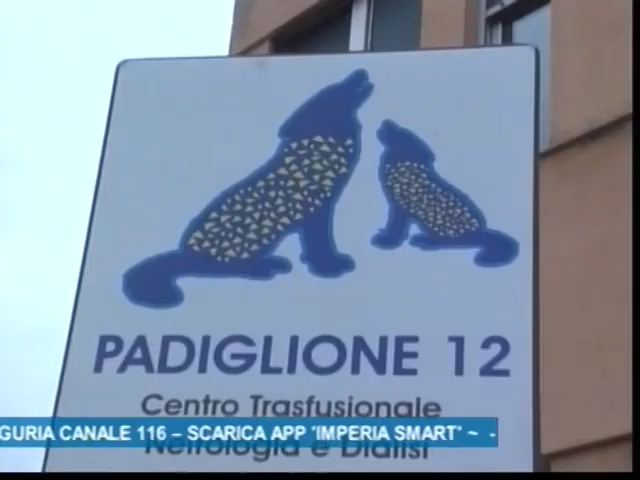 PADIGLIONE 12
Centro Trasfusionale
GURIA CANALE 116 - SCARICA APP "IMPERIA SMART" ~ -
Nefrologia e Dialisi